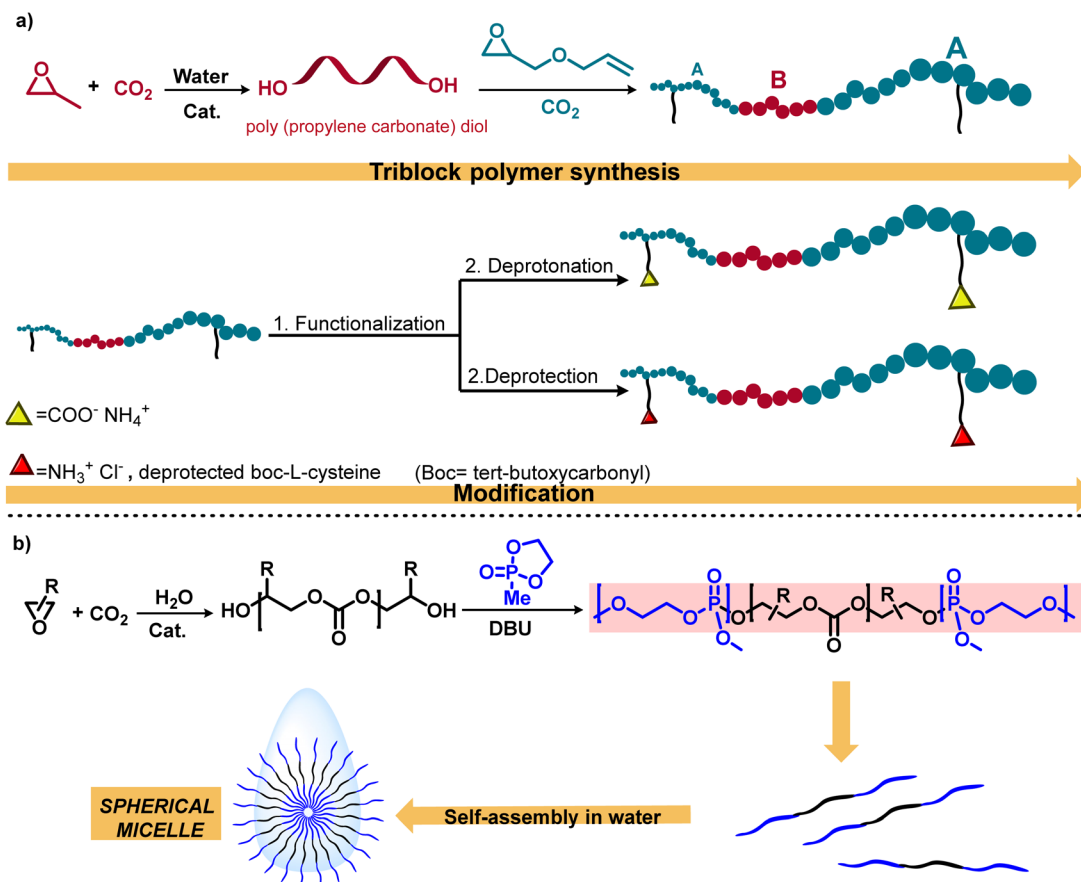 a)
O
+ CO₂
Water
Cat.
HO
OH
poly (propylene carbonate) diol
O
O
CO₂
A
B
A
Triblock polymer synthesis
1. Functionalization
2. Deprotonation
2.Deprotection
=COO⁻ NH₄⁺
=NH₃⁺ Cl⁻, deprotected boc-L-cysteine (Boc= tert-butoxycarbonyl)
Modification
b)
R
O
+ CO₂
H₂O
Cat.
HO
R
O
O
O
R
OH
O
O=P
O
Me
DBU
O
O
O
P
O
O
R
O
O
O
R
O
O
P
O
O
O
SPHERICAL
MICELLE
Self-assembly in water